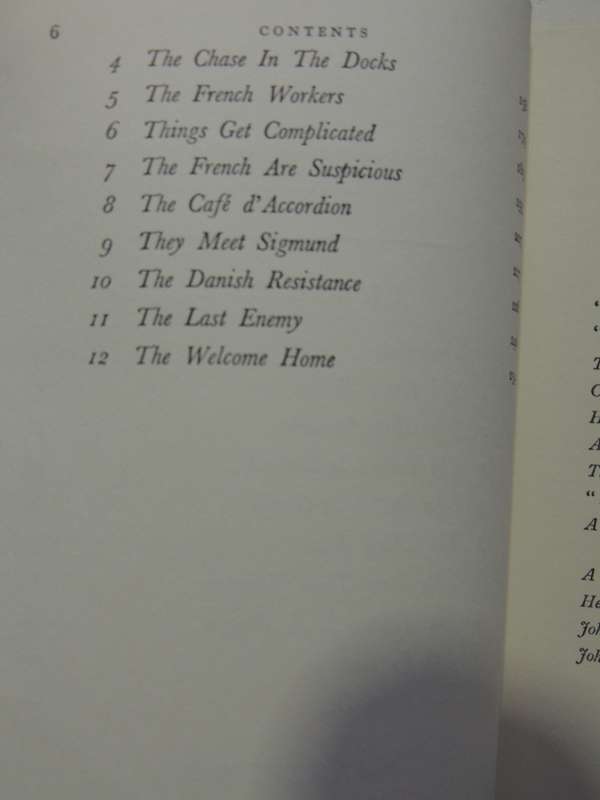 6 CONTENTS
4 The Chase In The Docks
5 The French Workers
6 Things Get Complicated
7 The French Are Suspicious
8 The Café d'Accordion
9 They Meet Sigmund
10 The Danish Resistance
11 The Last Enemy
12 The Welcome Home
A
A